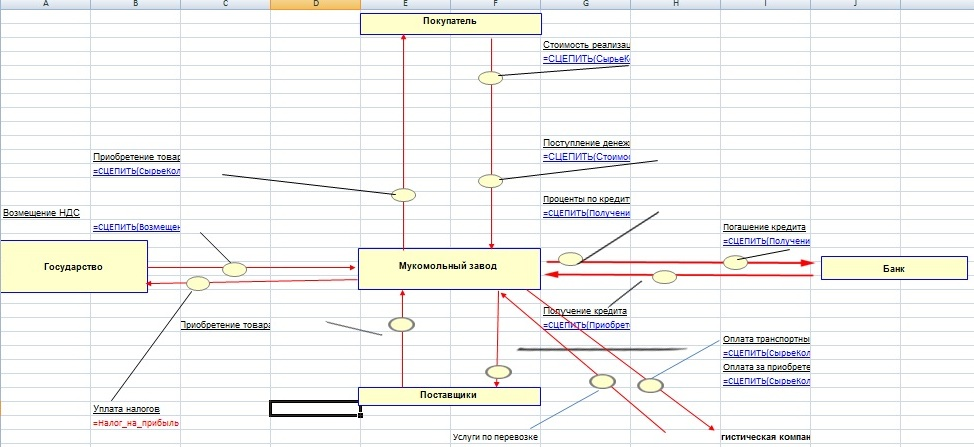 A B C D E F G H I J
Покупатель
Стоимость реализац
=СЦЕПИТЬ(СырьеК
Поступление денеж
=СЦЕПИТЬ(Стоимо
Приобретение товар
=СЦЕПИТЬ(СырьеКол
Проценты по кредит
=СЦЕПИТЬ(Получени
Возмещение НДС
=СЦЕПИТЬ(Возмещен
Погашение кредита
=СЦЕПИТЬ(Получени
Государство
Мукомольный завод
Банк
Получение кредита
=СЦЕПИТЬ(Приобрет
Приобретение товара
Оплата транспортны
=СЦЕПИТЬ(СырьеКол
Оплата за приобрете
=СЦЕПИТЬ(СырьеКол
Поставщики
Уплата налогов
=Налог_на_прибыль
Услуги по перевозке
гистическая компан